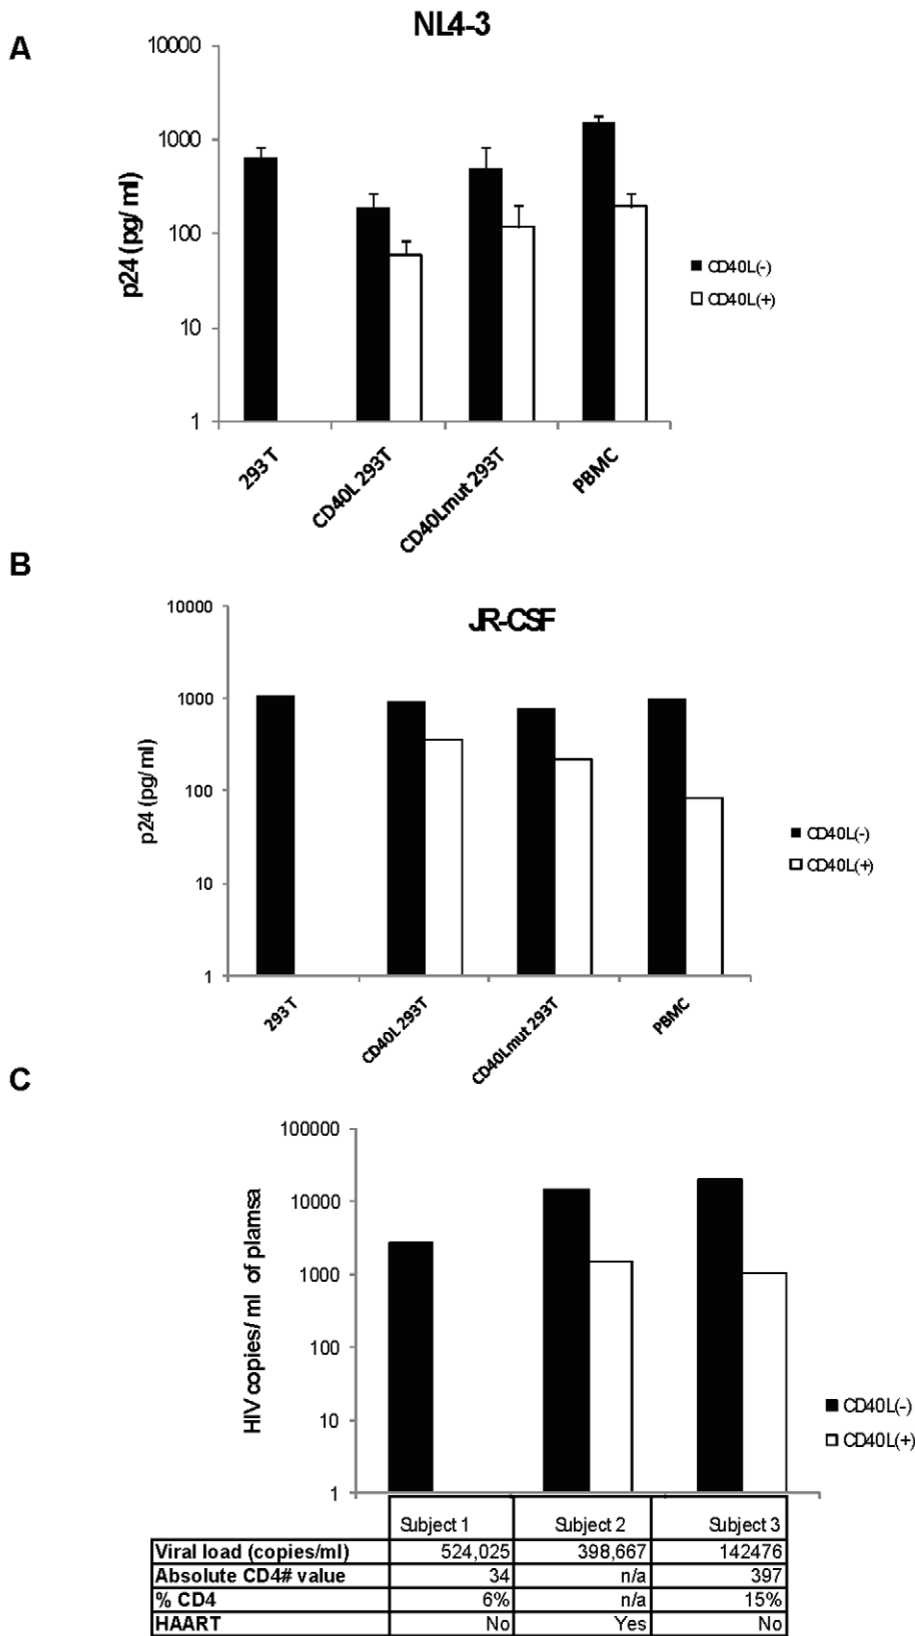 A
NL4-3
10000
1000
100
10
1
p24 (pg/ml)
293T
CD40L 293T
CD40Lmut 293T
PBMC
CD40L(-)
CD40L(+)
B
JR-CSF
10000
1000
100
10
1
p24 (pg/ml)
293T
CD40L 293T
CD40Lmut 293T
PBMC
CD40L(-)
CD40L(+)
C
100000
10000
1000
100
10
1
HIV copies/ml of plamsa
CD40L(-)
CD40L(+)
Subject 1 Subject 2 Subject 3
Viral load (copies/ml) 524,025 398,667 142476
Absolute CD4# value 34 n/a 397
% CD4 6% n/a 15%
HAART No Yes No